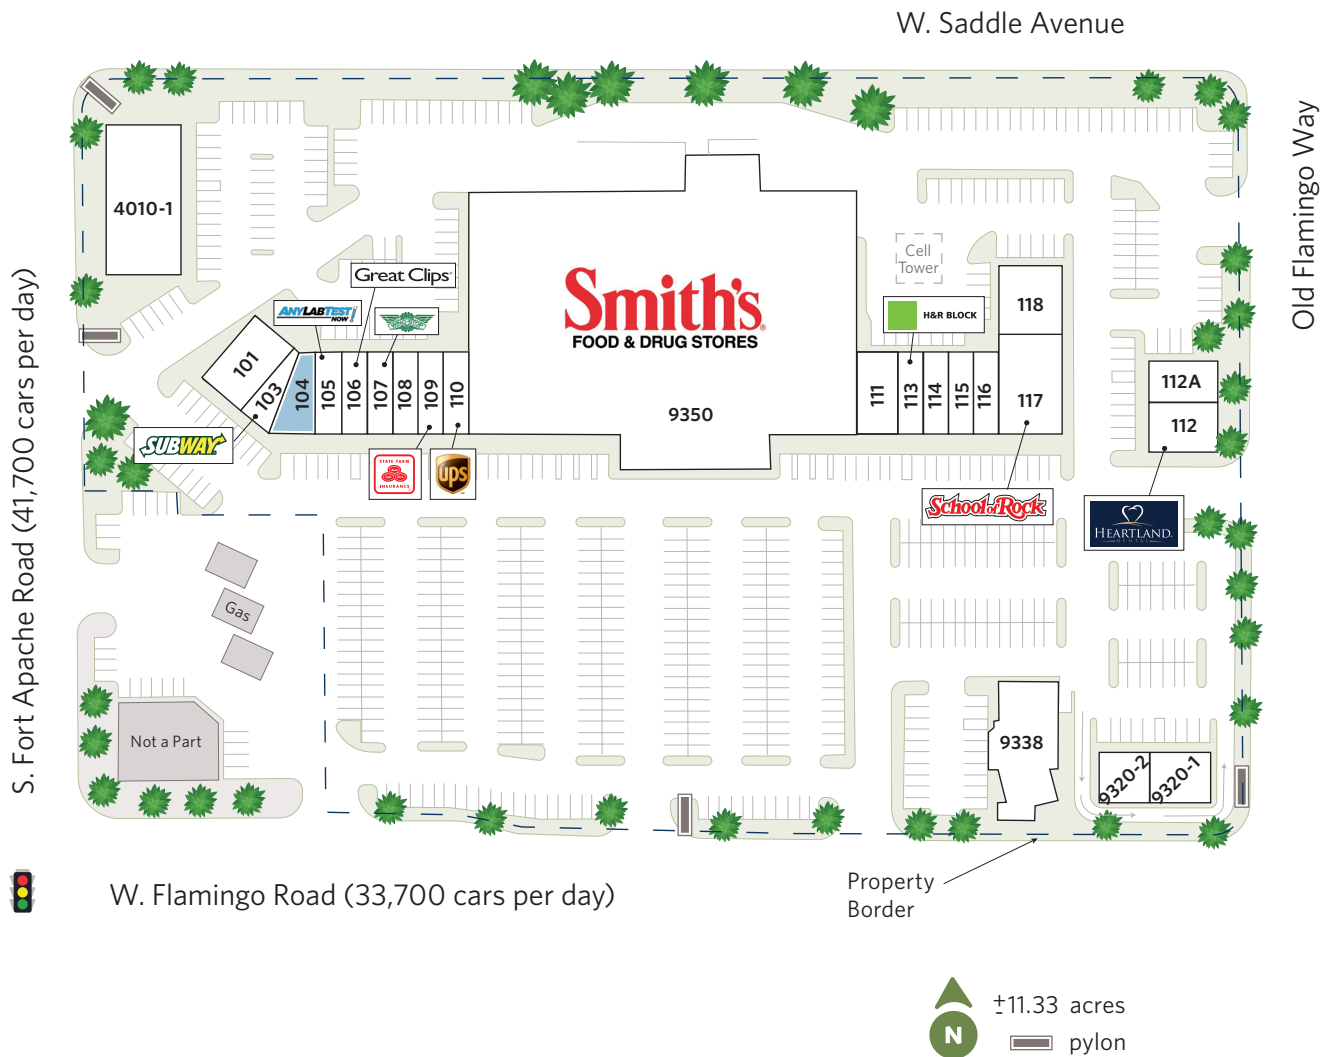 W. Saddle Avenue
Old Flamingo Way
S. Fort Apache Road (41,700 cars per day)
4010-1
Great Clips®
ANYLABTEST
NOW!
Cell
Tower
H&R BLOCK
118
Smith's®
FOOD & DRUG STORES
9350
101
103
104
105
106
107
108
109
110
111
113
114
115
116
117
112A
112
SUBWAY
STATE FARM
INSURANCE
ups
School of Rock
HEARTLAND
DENTAL
Gas
Not a Part
9338
9320-2
9320-1
W. Flamingo Road (33,700 cars per day)
Property
Border
N
±11.33 acres
pylon